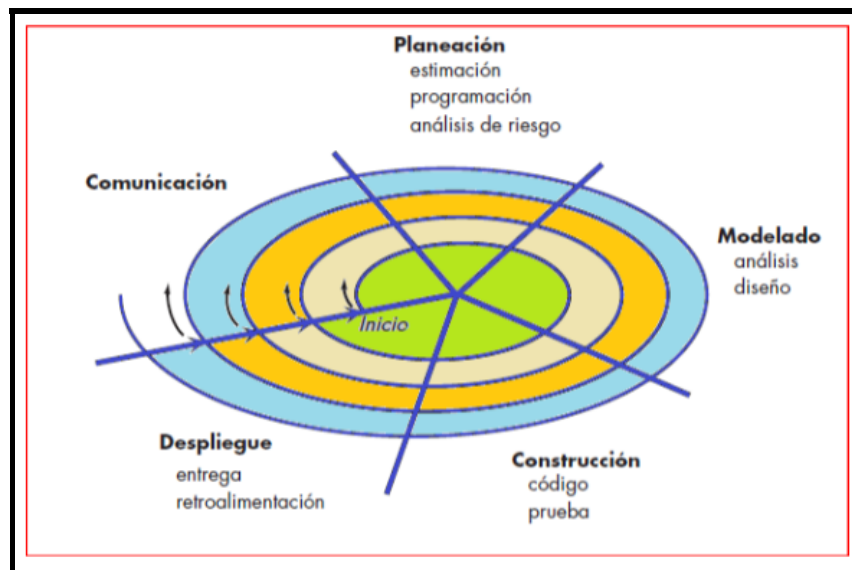 Planeación
estimación
programación
análisis de riesgo
Comunicación
Modelado
análisis
diseño
Inicio
Despliegue
entrega
retroalimentación
Construcción
código
prueba